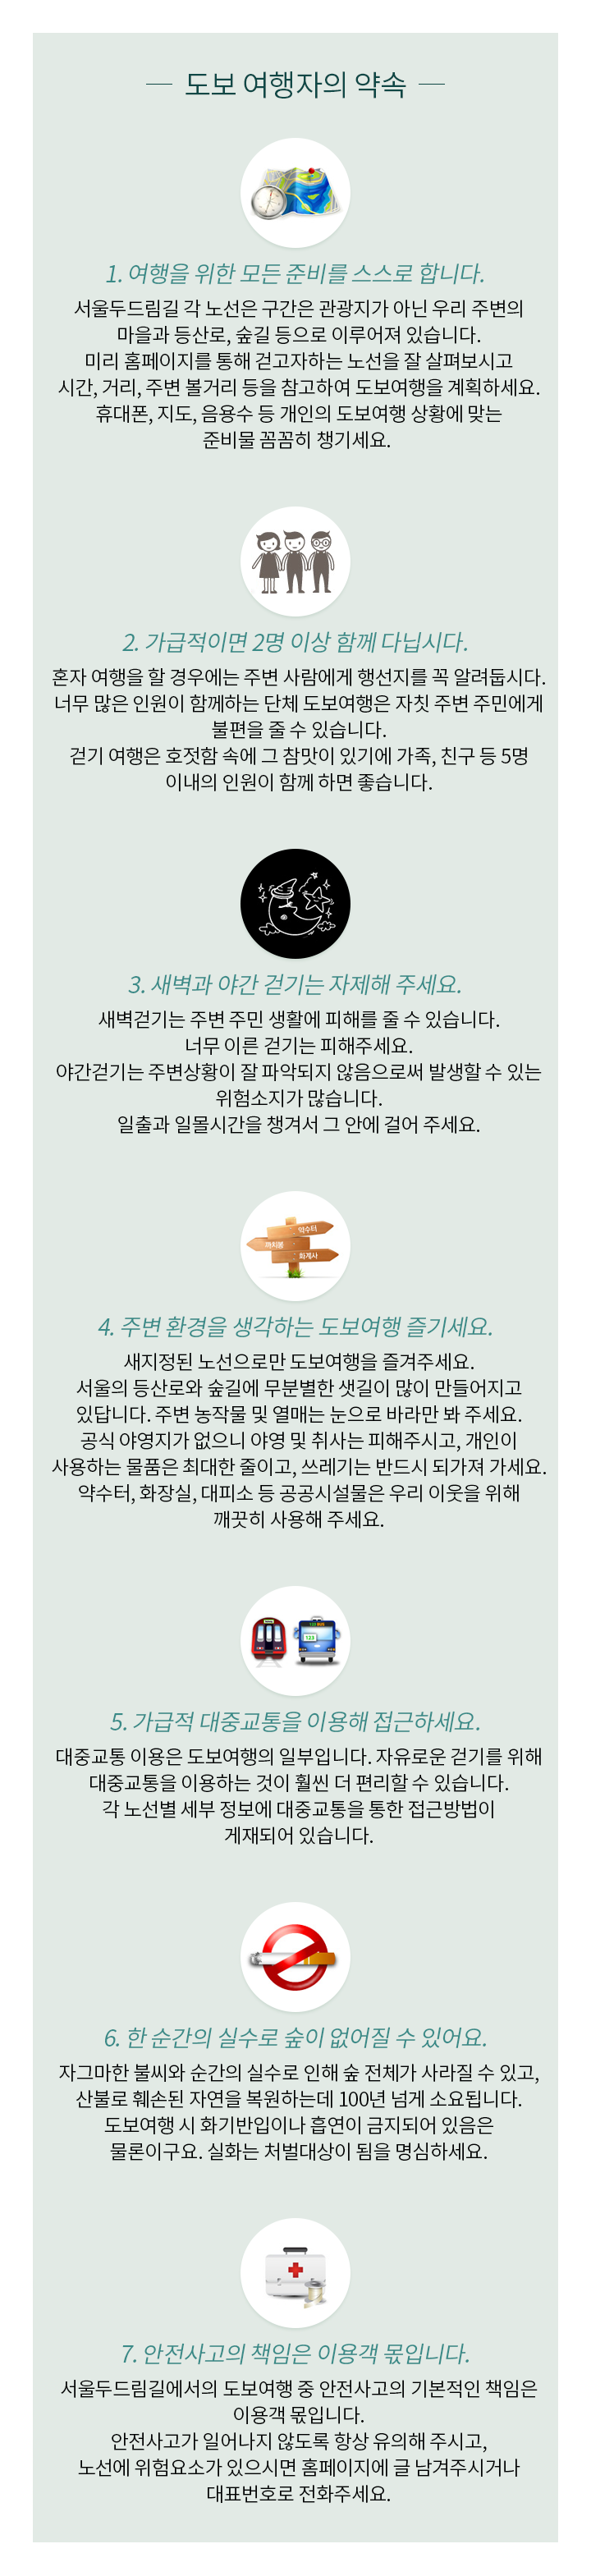 도보 여행자의 약속
1. 여행을 위한 모든 준비를 스스로 합니다.
서울두드림길 각 노선은 구간은 관광지가 아닌 우리 주변의
마을과 등산로, 숲길 등으로 이루어져 있습니다.
미리 홈페이지를 통해 걷고자하는 노선을 잘 살펴보시고
시간, 거리, 주변 볼거리 등을 참고하여 도보여행을 계획하세요.
휴대폰, 지도, 음용수 등 개인의 도보여행 상황에 맞는
준비물 꼼꼼히 챙기세요.
2. 가급적이면 2명 이상 함께 다닙시다.
혼자 여행을 할 경우에는 주변 사람에게 행선지를 꼭 알려둡시다.
너무 많은 인원이 함께하는 단체 도보여행은 자칫 주변 주민에게
불편을 줄 수 있습니다.
걷기 여행은 호젓함 속에 그 참맛이 있기에 가족, 친구 등 5명
이내의 인원이 함께 하면 좋습니다.
3. 새벽과 야간 걷기는 자제해 주세요.
새벽걷기는 주변 주민 생활에 피해를 줄 수 있습니다.
너무 이른 걷기는 피해주세요.
야간걷기는 주변상황이 잘 파악되지 않음으로써 발생할 수 있는
위험소지가 많습니다.
일출과 일몰시간을 챙겨서 그 안에 걸어 주세요.
약수터
화계사
4. 주변 환경을 생각하는 도보여행 즐기세요.
새지정된 노선으로만 도보여행을 즐겨주세요.
서울의 등산로와 숲길에 무분별한 샛길이 많이 만들어지고
있답니다. 주변 농작물 및 열매는 눈으로 바라만 봐 주세요.
공식 야영지가 없으니 야영 및 취사는 피해주시고, 개인이
사용하는 물품은 최대한 줄이고, 쓰레기는 반드시 되가져 가세요.
약수터, 화장실, 대피소 등 공공시설물은 우리 이웃을 위해
깨끗히 사용해 주세요.
5. 가급적 대중교통을 이용해 접근하세요.
대중교통 이용은 도보여행의 일부입니다. 자유로운 걷기를 위해
대중교통을 이용하는 것이 훨씬 더 편리할 수 있습니다.
각 노선별 세부 정보에 대중교통을 통한 접근방법이
게재되어 있습니다.
6. 한 순간의 실수로 숲이 없어질 수 있어요.
자그마한 불씨와 순간의 실수로 인해 숲 전체가 사라질 수 있고,
산불로 훼손된 자연을 복원하는데 100년 넘게 소요됩니다.
도보여행 시 화기반입이나 흡연이 금지되어 있음은
물론이구요. 실화는 처벌대상이 됨을 명심하세요.
7. 안전사고의 책임은 이용객 몫입니다.
서울두드림길에서의 도보여행 중 안전사고의 기본적인 책임은
이용객 몫입니다.
안전사고가 일어나지 않도록 항상 유의해 주시고,
노선에 위험요소가 있으시면 홈페이지에 글 남겨주시거나
대표번호로 전화주세요.